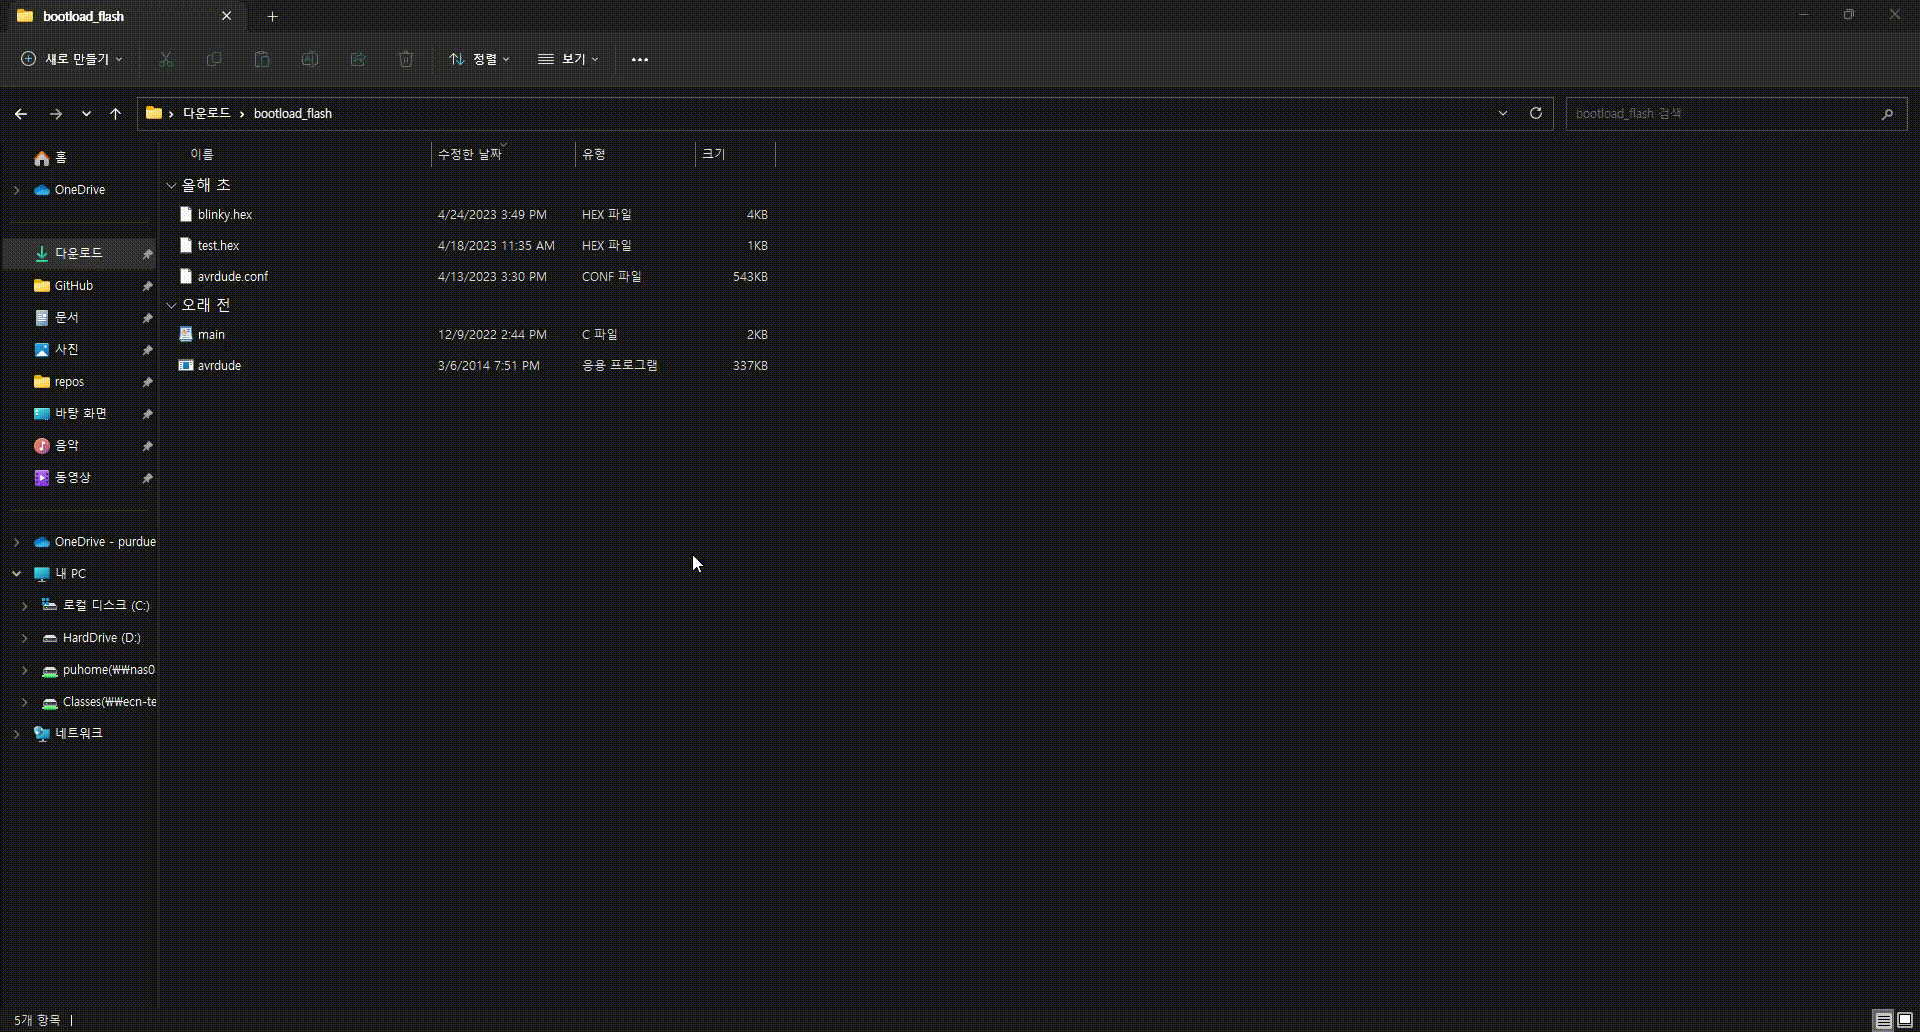 bootload_flash
새로 만들기
정렬
보기
다운로드 › bootload_flash
bootload_flash 검색
이름 수정한 날짜 유형 크기
홈
OneDrive
다운로드
GitHub
문서
사진
repos
바탕 화면
음악
동영상
OneDrive - purdue
내 PC
로컬 디스크 (C:)
HardDrive (D:)
puhome(₩₩nas0
Classes(₩₩ecn-te
네트워크
올해 초
blinky.hex 4/24/2023 3:49 PM HEX 파일 4KB
test.hex 4/18/2023 11:35 AM HEX 파일 1KB
avrdude.conf 4/13/2023 3:30 PM CONF 파일 543KB
오래 전
main 12/9/2022 2:44 PM C 파일 2KB
avrdude 3/6/2014 7:51 PM 응용 프로그램 337KB
5개 항목